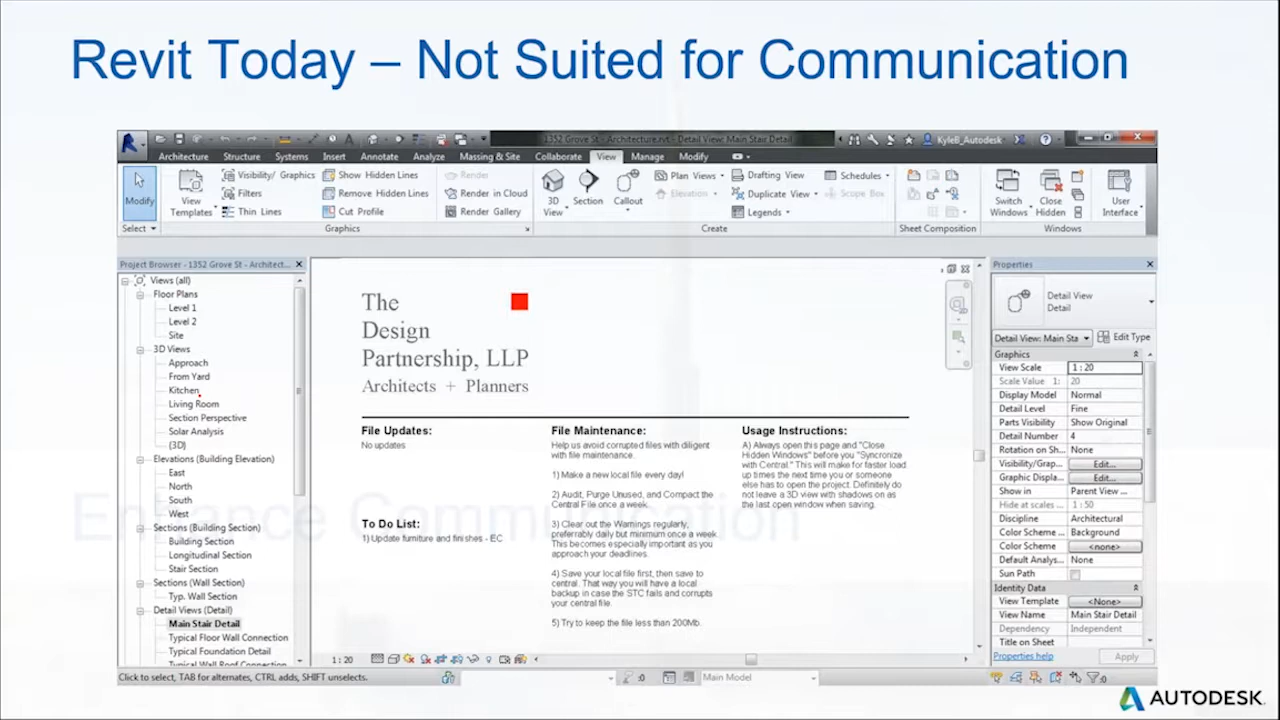 Revit Today – Not Suited for Communication
1352 Grove St - Architecture.rvt - Detail View: Main Stair Detail
KyleB_Autodesk
Architecture Structure Systems Insert Annotate Analyze Massing & Site Collaborate View Manage Modify
Modify
View
Templates
Visibility/ Graphics
Filters
Thin Lines
Show Hidden Lines
Remove Hidden Lines
Cut Profile
Render
Render in Cloud
Render Gallery
3D
View
Section
Callout
Plan Views
Elevation
Drafting View
Duplicate View
Legends
Schedules
Scope Box
Switch
Windows
Close
Hidden
User
Interface
Select Graphics Create Sheet Composition Windows
Project Browser - 1352 Grove St - Architect...
Views (all)
Floor Plans
Level 1
Level 2
Site
3D Views
Approach
From Yard
Kitchen
Living Room
Section Perspective
Solar Analysis
{3D}
Elevations (Building Elevation)
East
North
South
West
Sections (Building Section)
Building Section
Longitudinal Section
Stair Section
Sections (Wall Section)
Typ. Wall Section
Detail Views (Detail)
Main Stair Detail
Typical Floor Wall Connection
Typical Foundation Detail
Typical Wall Roof Connection
The
Design
Partnership, LLP
Architects + Planners
File Updates:
No updates
To Do List:
1) Update furniture and finishes - EC
File Maintenance:
Help us avoid corrupted files with diligent
with file maintenance.
1) Make a new local file every day!
2) Audit, Purge Unused, and Compact the
Central File once a week.
3) Clear out the Warnings regularly,
preferably daily but minimum once a week.
This becomes especially important as you
approach your deadlines.
4) Save your local file first, then save to
central. That way you will have a local
backup in case the STC fails and corrupts
your central file.
5) Try to keep the file less than 200Mb.
Usage Instructions:
A) Always open this page and "Close
Hidden Windows" before you "Syncronize
with Central." This will make for faster load
up times the next time you or someone
else has to open the project. Definitely do
not leave a 3D view with shadows on as
the last open window when saving.
Properties
Detail View
Detail
Detail View: Main Sta Edit Type
Graphics
View Scale 1 : 20
Scale Value 1: 20
Display Model Normal
Detail Level Fine
Parts Visibility Show Original
Detail Number 4
Rotation on Sh... None
Visibility/Grap... Edit...
Graphic Displa... Edit...
Show in Parent View ...
Hide at scales ... 1 : 50
Discipline Architectural
Color Scheme ... Background
Color Scheme <none>
Default Analys... None
Sun Path
Identity Data
View Template <None>
View Name Main Stair Detail
Dependency Independent
Title on Sheet
Properties help Apply
1 : 20
Click to select, TAB for alternates, CTRL adds, SHIFT unselects.
:0 Main Model :0
AUTODESK.